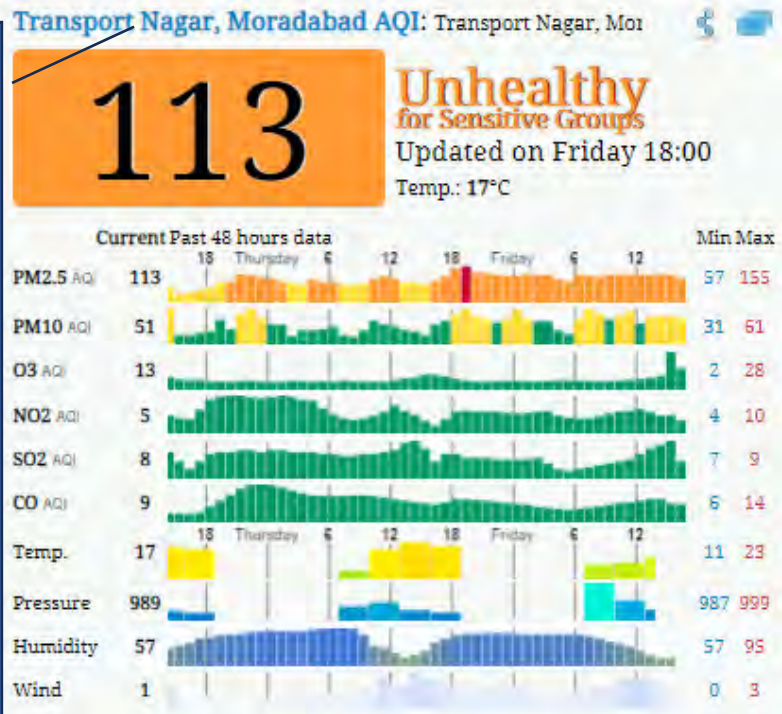 Transport Nagar, Moradabad AQI: Transport Nagar, Mor
113
Unhealthy
for Sensitive Groups
Updated on Friday 18:00
Temp.: 17°C
Current Past 48 hours data Min Max
18 Thursday 6 12 18 Friday 6 12
PM2.5 AQI 113 57 155
PM10 AQI 51 31 61
O3 AQI 13 2 28
NO2 AQI 5 4 10
SO2 AQI 8 7 9
CO AQI 9 6 14
18 Thursday 6 12 18 Friday 6 12
Temp. 17 11 23
Pressure 989 987 999
Humidity 57 57 95
Wind 1 0 3